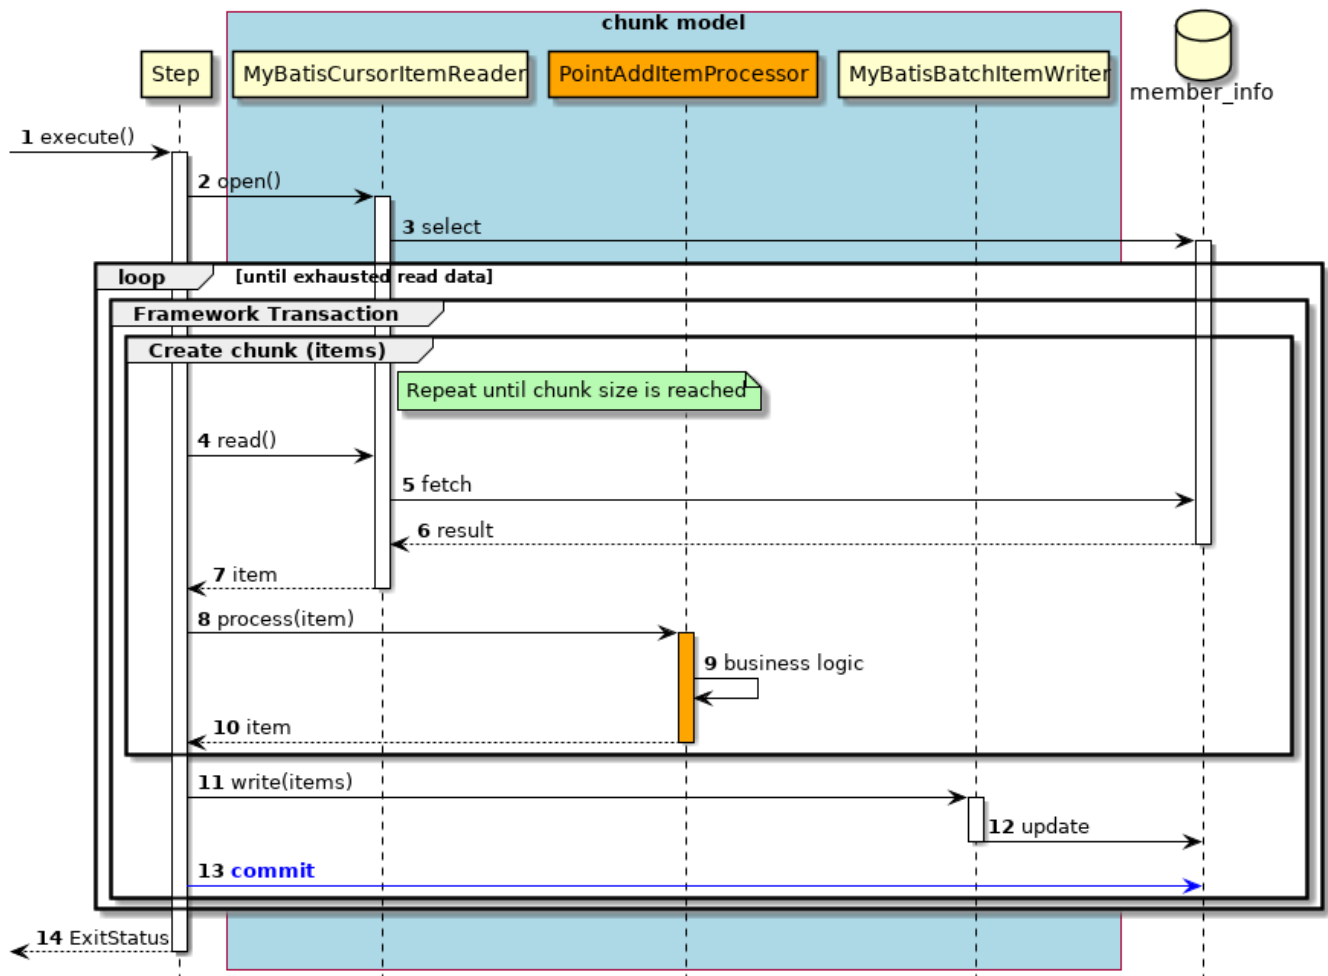 chunk model
Step
MyBatisCursorItemReader
PointAddItemProcessor
MyBatisBatchItemWriter
member_info
1 execute()
2 open()
3 select
loop
[until exhausted read data]
Framework Transaction
Create chunk (items)
Repeat until chunk size is reached
4 read()
5 fetch
6 result
7 item
8 process(item)
9 business logic
10 item
11 write(items)
12 update
13 commit
14 ExitStatus